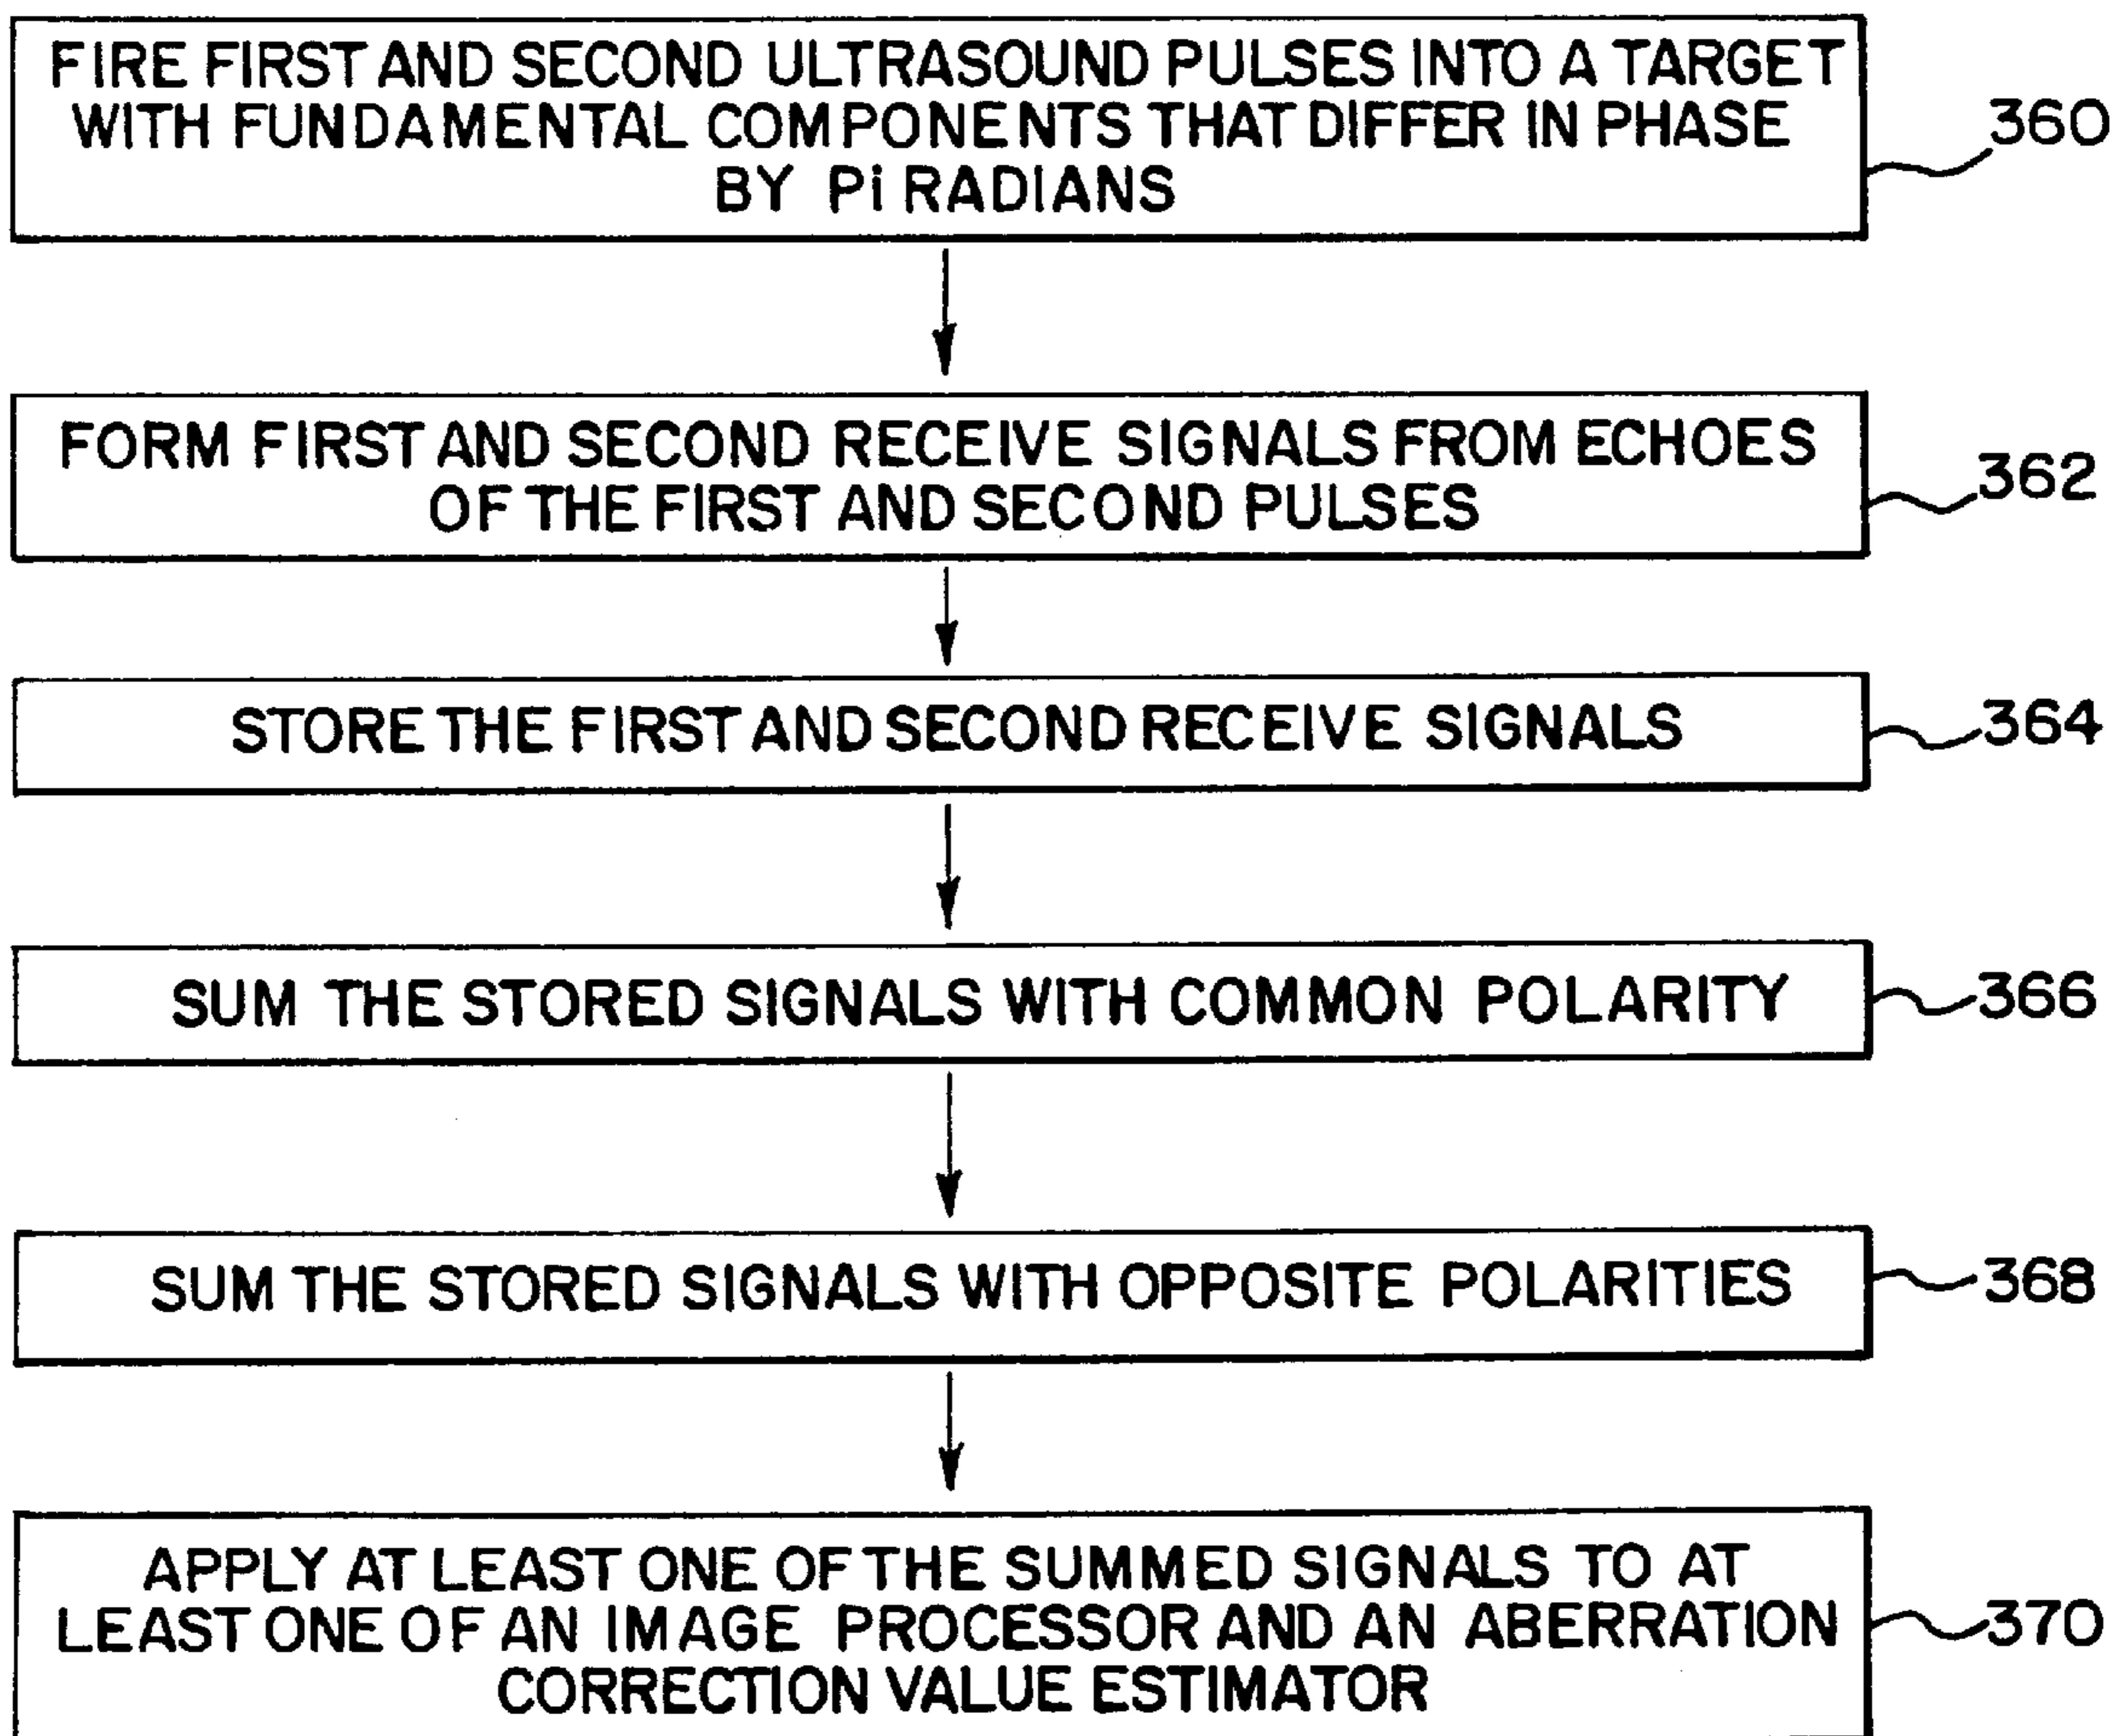 FIRE FIRST AND SECOND ULTRASOUND PULSES INTO A TARGET
WITH FUNDAMENTAL COMPONENTS THAT DIFFER IN PHASE
BY Pi RADIANS
360
FORM FIRST AND SECOND RECEIVE SIGNALS FROM ECHOES
OF THE FIRST AND SECOND PULSES
362
STORE THE FIRST AND SECOND RECEIVE SIGNALS
364
SUM THE STORED SIGNALS WITH COMMON POLARITY
366
SUM THE STORED SIGNALS WITH OPPOSITE POLARITIES
368
APPLY AT LEAST ONE OF THE SUMMED SIGNALS TO AT
LEAST ONE OF AN IMAGE PROCESSOR AND AN ABERRATION
CORRECTION VALUE ESTIMATOR
370